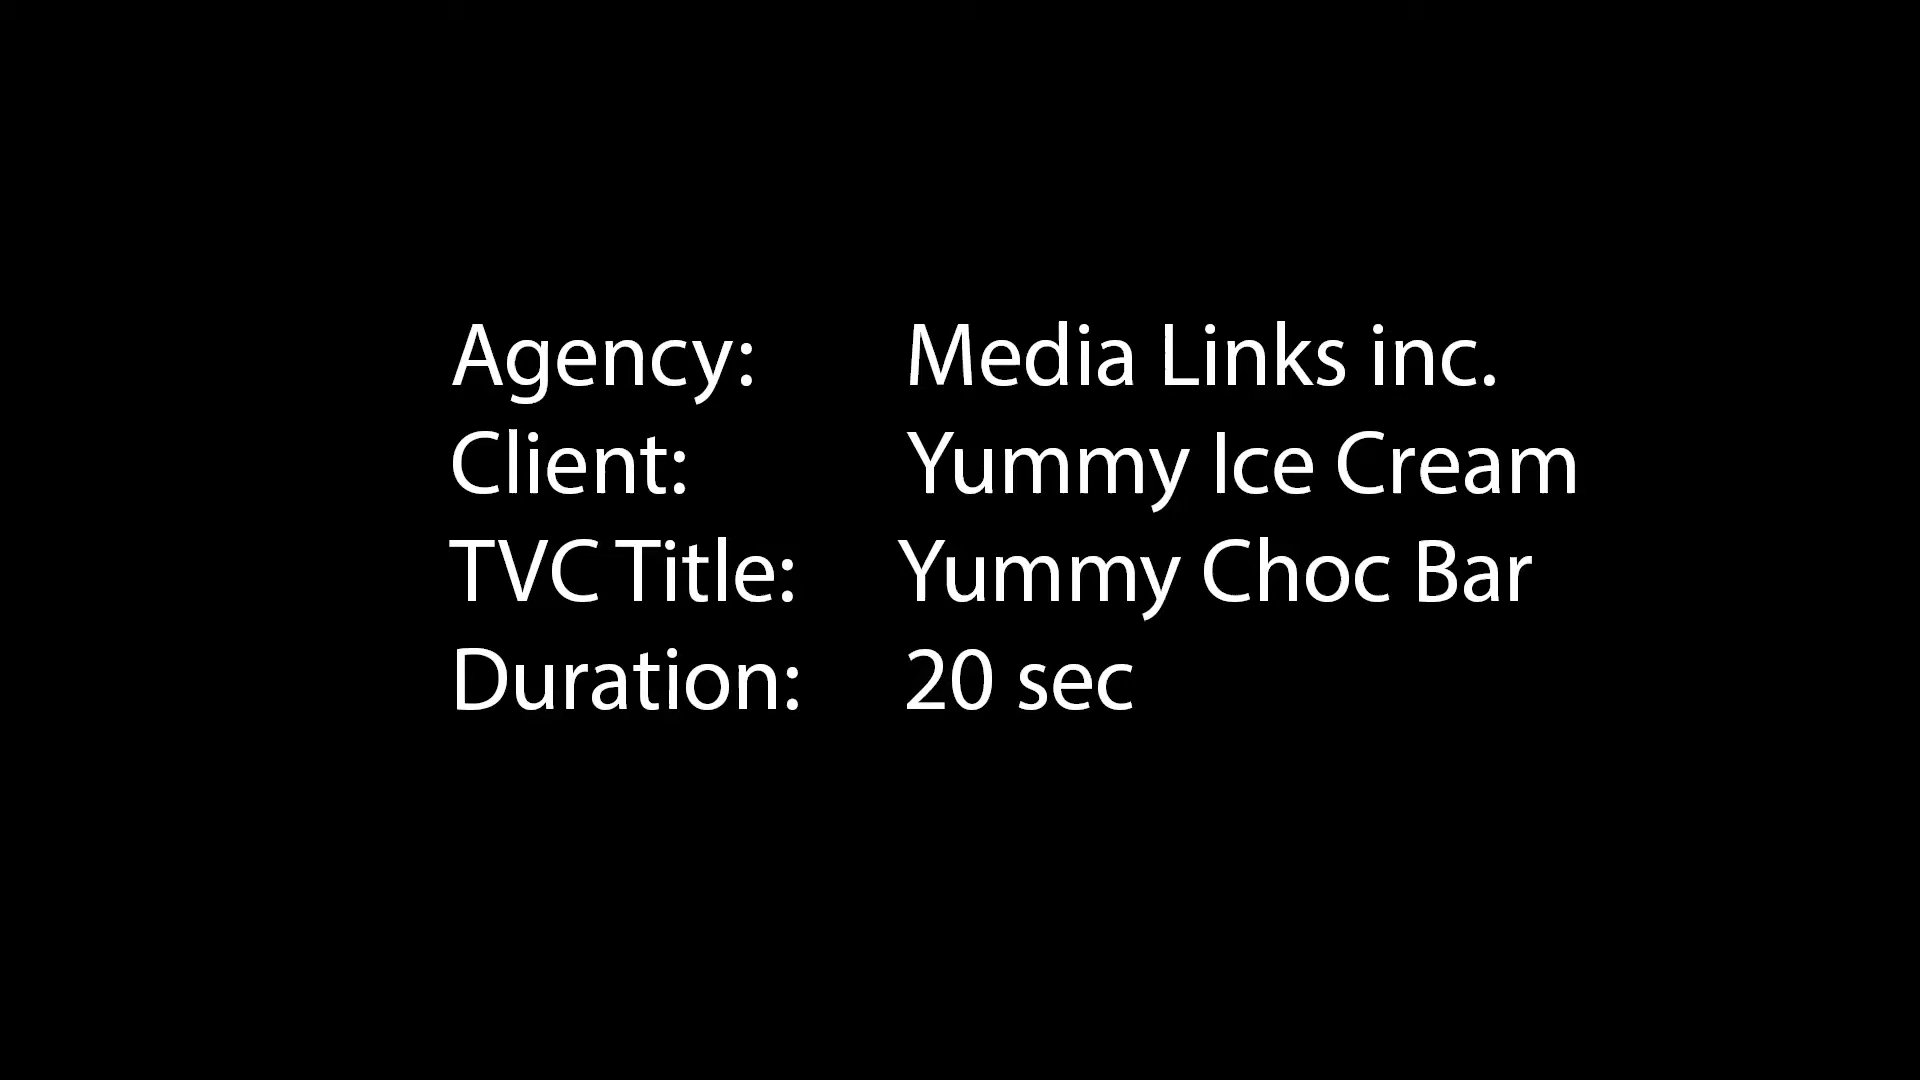 Agency: Media Links inc.
Client: Yummy Ice Cream
TVC Title: Yummy Choc Bar
Duration: 20 sec